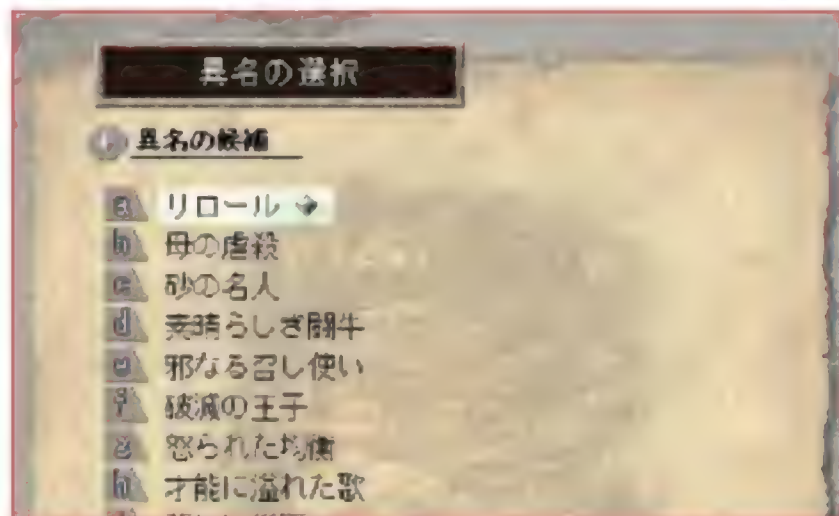 異名の選択
異名の候補
a リロール
b 母の虐殺
c 砂の名人
d 素晴らしき闘牛
e 邪なる召し使い
f 破滅の王子
g 怒られた均衡
h 才能に溢れた歌